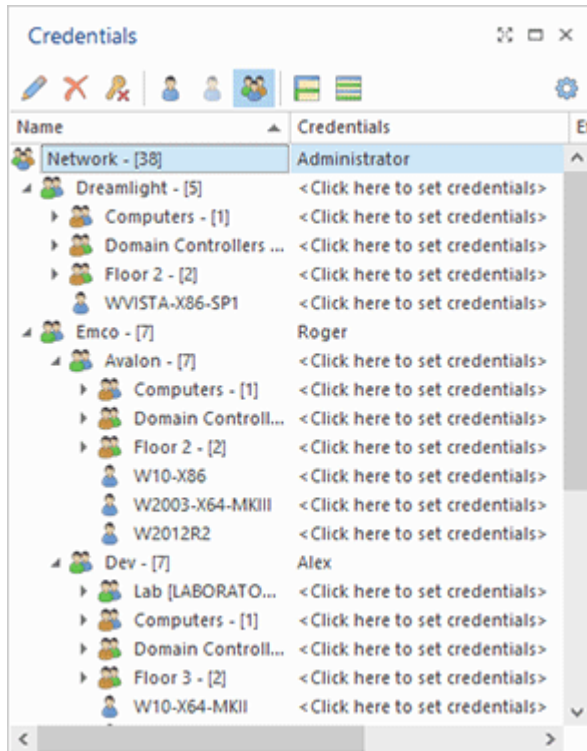 Credentials
Name Credentials
Network - [38] Administrator
Dreamlight - [5] <Click here to set credentials>
Computers - [1] <Click here to set credentials>
Domain Controllers ... <Click here to set credentials>
Floor 2 - [2] <Click here to set credentials>
WVISTA-X86-SP1 <Click here to set credentials>
Emco - [7] Roger
Avalon - [7] <Click here to set credentials>
Computers - [1] <Click here to set credentials>
Domain Controll... <Click here to set credentials>
Floor 2 - [2] <Click here to set credentials>
W10-X86 <Click here to set credentials>
W2003-X64-MKIII <Click here to set credentials>
W2012R2 <Click here to set credentials>
Dev - [7] Alex
Lab [LABORATO... <Click here to set credentials>
Computers - [1] <Click here to set credentials>
Domain Controll... <Click here to set credentials>
Floor 3 - [2] <Click here to set credentials>
W10-X64-MKII <Click here to set credentials>